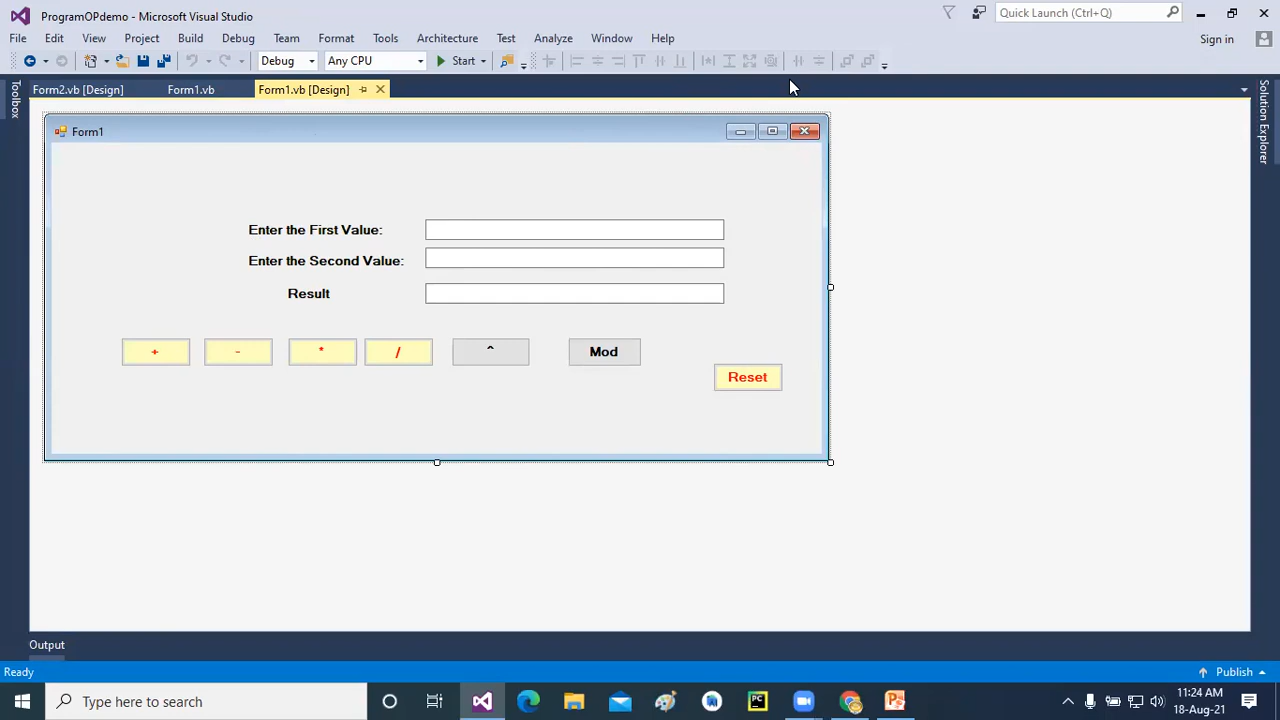 ProgramOPdemo - Microsoft Visual Studio
Quick Launch (Ctrl+Q)
File Edit View Project Build Debug Team Format Tools Architecture Test Analyze Window Help
Sign in
Debug Any CPU Start
Form2.vb [Design] Form1.vb Form1.vb [Design]
Toolbox
Solution Explorer
Form1
Enter the First Value:
Enter the Second Value:
Result
+ - * / ^ Mod
Reset
Output
Ready Publish
Type here to search
PC
11:24 AM
18-Aug-21